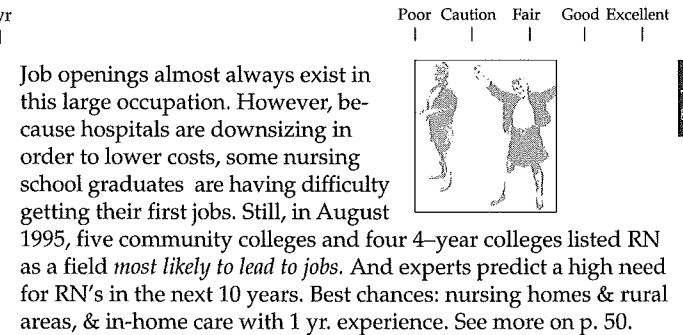 yr Poor Caution Fair Good Excellent
Job openings almost always exist in
this large occupation. However, be-
cause hospitals are downsizing in
order to lower costs, some nursing
school graduates are having difficulty
getting their first jobs. Still, in August
1995, five community colleges and four 4–year colleges listed RN
as a field most likely to lead to jobs. And experts predict a high need
for RN's in the next 10 years. Best chances: nursing homes & rural
areas, & in-home care with 1 yr. experience. See more on p. 50.